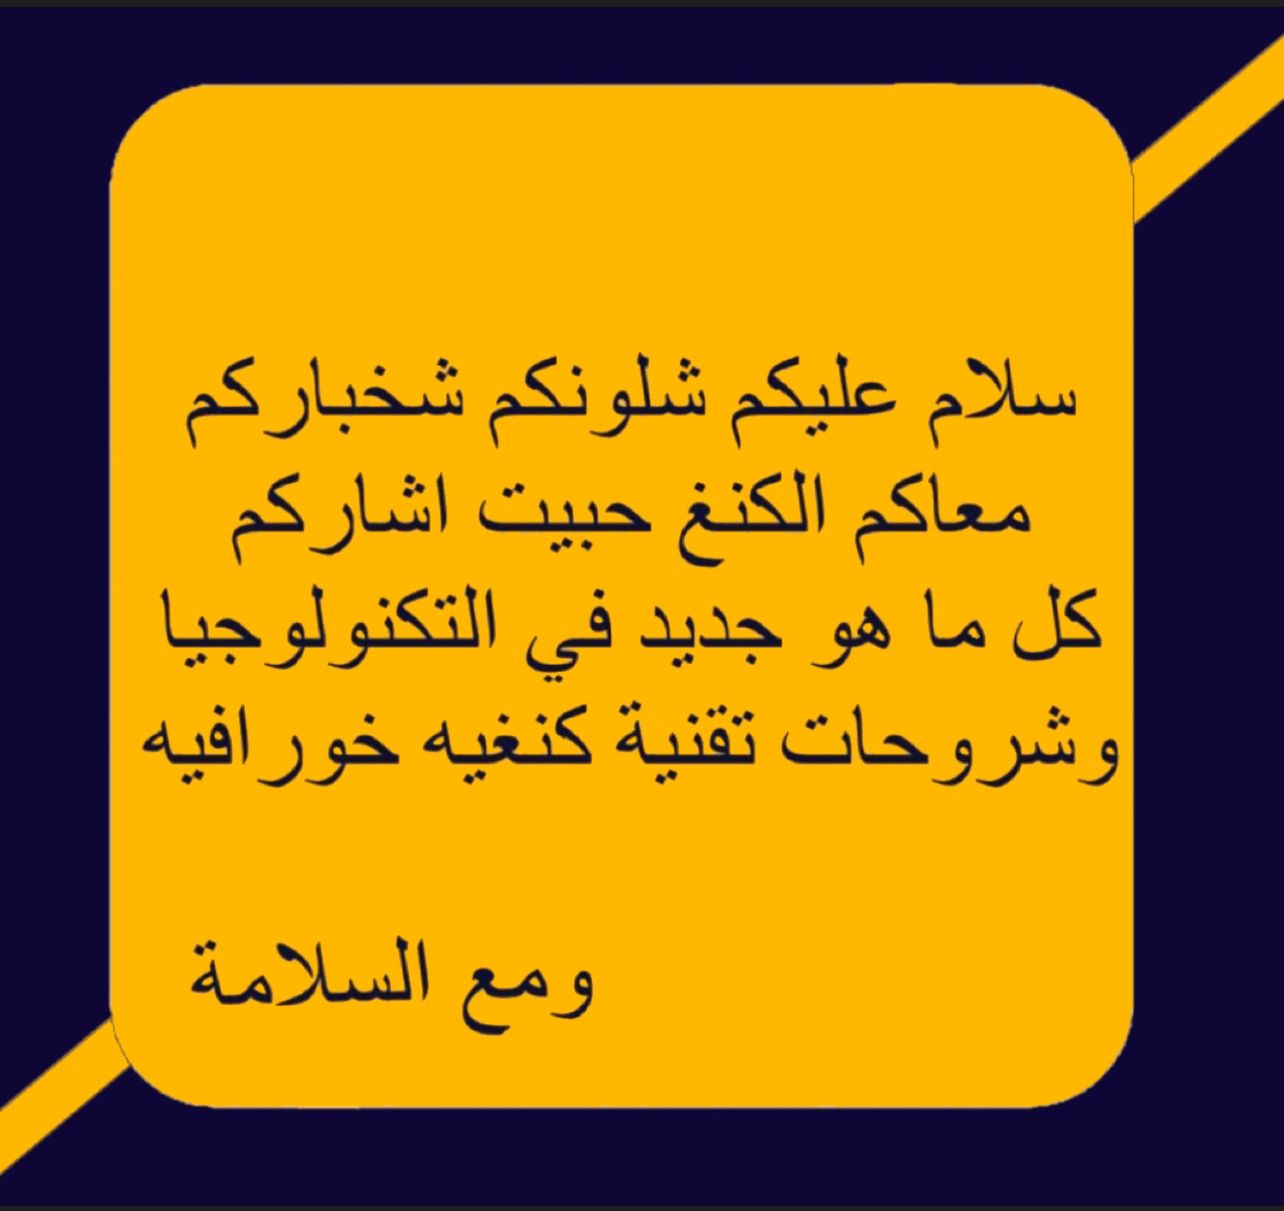 سلام عليكم شلونكم شخباركم
معاكم الكنغ حبيت اشاركم
كل ما هو جديد في التكنولوجيا
وشروحات تقنية كنغيه خورافيه
ومع السلامة